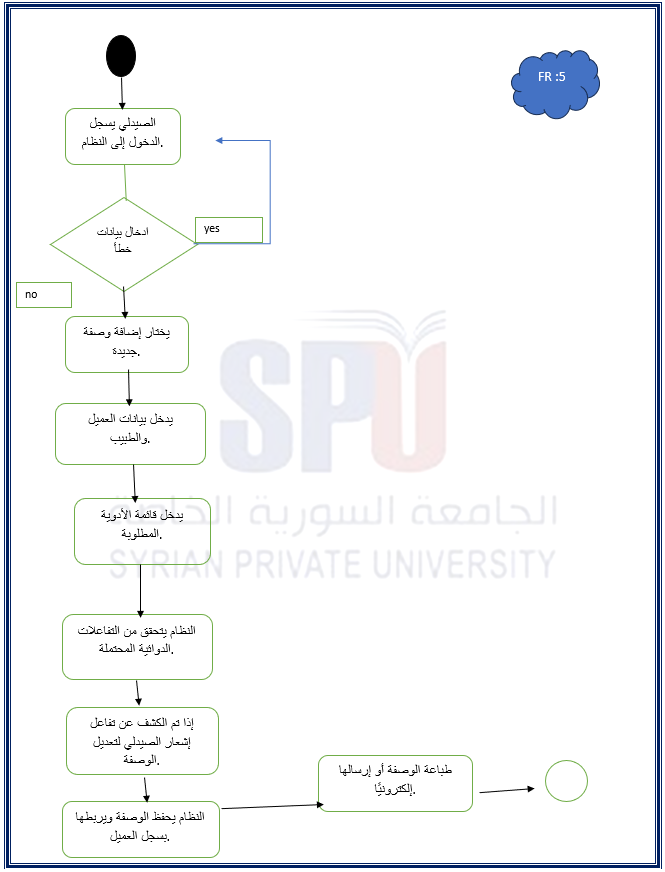 FR :5
الصيدلي يسجل
الدخول إلى النظام.
ادخال بيانات
خطأ
yes
no
يختار إضافة وصفة
جديدة.
يدخل بيانات العميل
والطبيب.
يدخل قائمة الأدوية
المطلوبة.
النظام يتحقق من التفاعلات
الدوائية المحتملة.
إذا تم الكشف عن تفاعل
إشعار الصيدلي لتعديل
الوصفة.
النظام يحفظ الوصفة ويربطها
بسجل العميل.
طباعة الوصفة أو إرسالها
إلكترونيًا.
SPU
الجامعة السورية الخاصة
SYRIAN PRIVATE UNIVERSITY